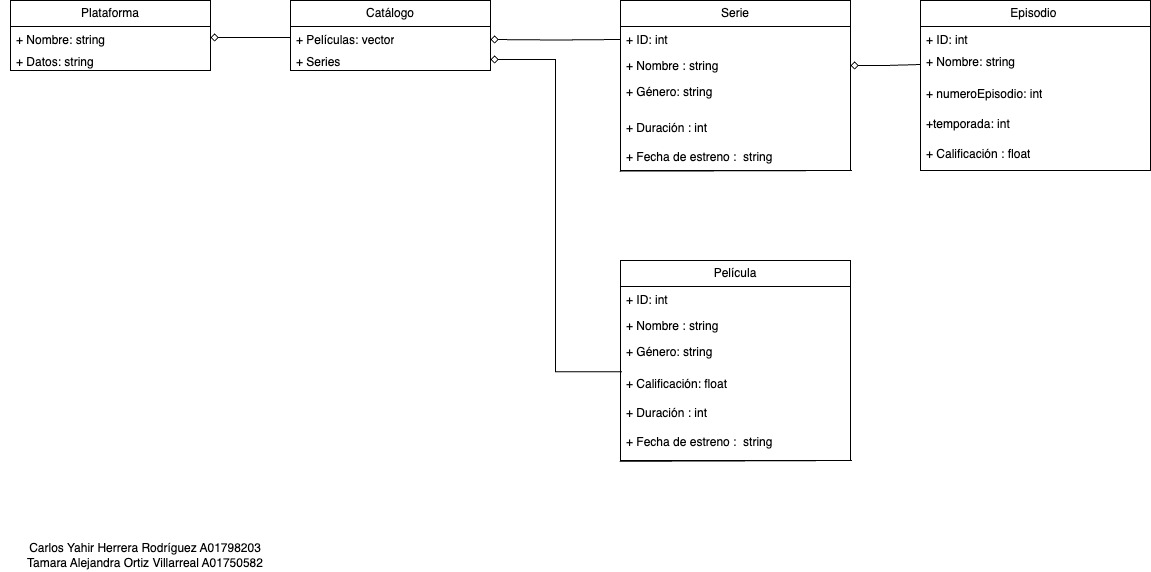 Plataforma
+ Nombre: string
+ Datos: string
Catálogo
+ Películas: vector
+ Series
Serie
+ ID: int
+ Nombre : string
+ Género: string
+ Duración : int
+ Fecha de estreno :  string
Episodio
+ ID: int
+ Nombre: string
+ numeroEpisodio: int
+temporada: int
+ Calificación : float
Película
+ ID: int
+ Nombre : string
+ Género: string
+ Calificación: float
+ Duración : int
+ Fecha de estreno :  string
Carlos Yahir Herrera Rodríguez A01798203
Tamara Alejandra Ortiz Villarreal A01750582